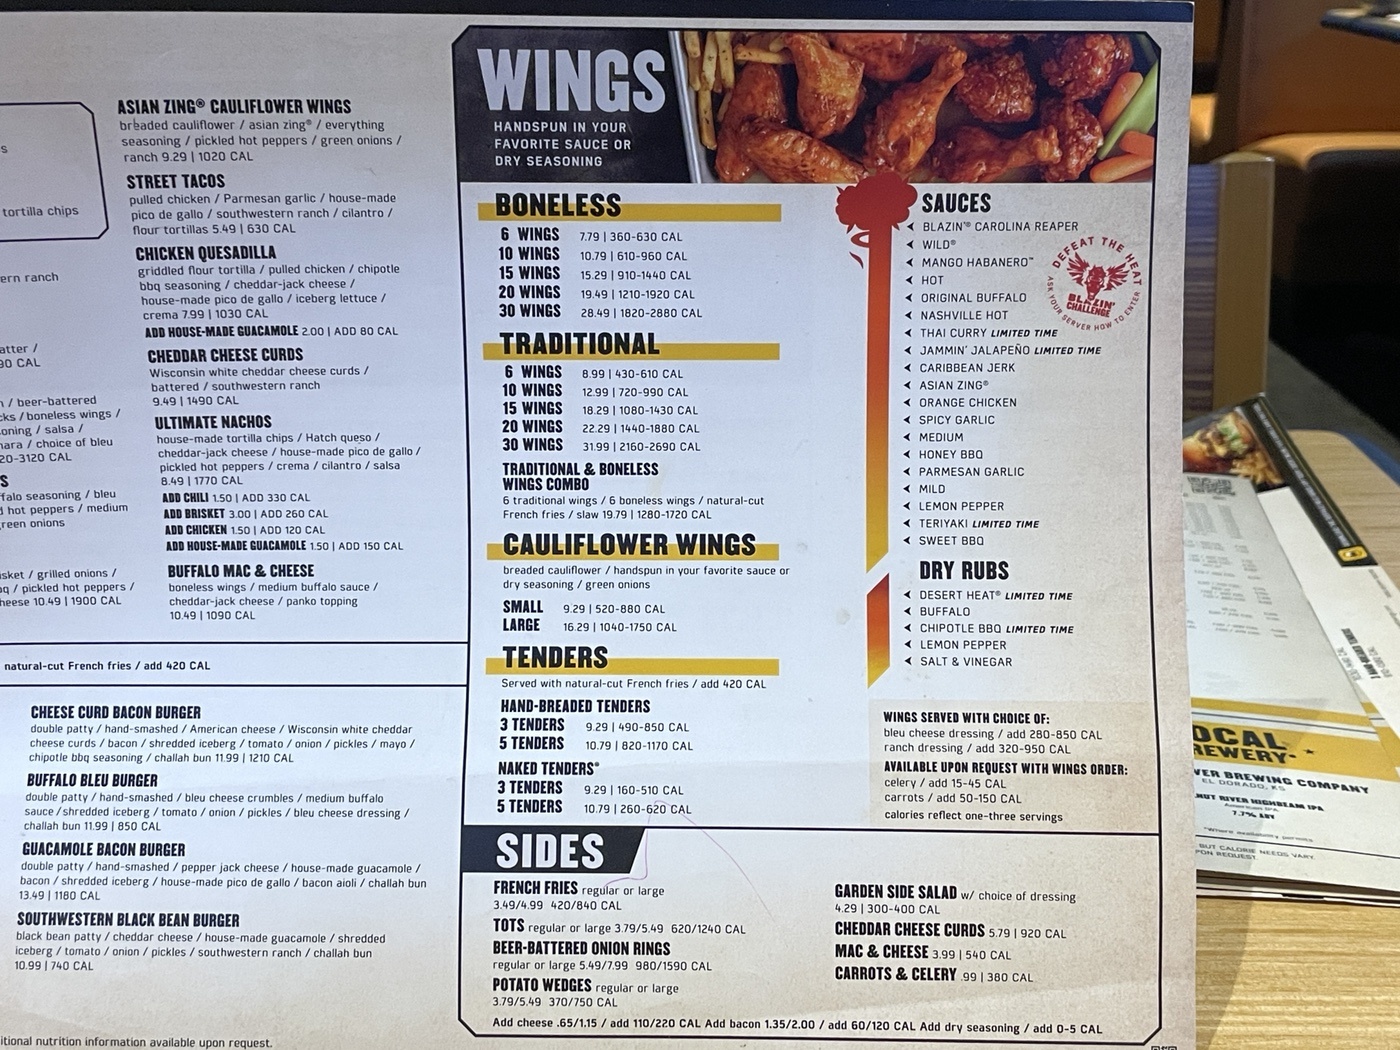 s
tortilla chips
ern ranch
atter /
90 CAL
n / beer-battered
cks / boneless wings /
oning / salsa /
nara / choice of bleu
20-3120 CAL
S
falo seasoning / bleu
d hot peppers / medium
reen onions
isket / grilled onions /
oq / pickled hot peppers /
heese 10.49 | 1900 CAL
ASIAN ZING® CAULIFLOWER WINGS
breaded cauliflower / asian zing® / everything
seasoning / pickled hot peppers / green onions /
ranch 9.29 | 1020 CAL
STREET TACOS
pulled chicken / Parmesan garlic / house-made
pico de gallo / southwestern ranch / cilantro /
flour tortillas 5.49 | 630 CAL
CHICKEN QUESADILLA
griddled flour tortilla / pulled chicken / chipotle
bbq seasoning / cheddar-jack cheese /
house-made pico de gallo / iceberg lettuce /
crema 7.99 | 1030 CAL
ADD HOUSE-MADE GUACAMOLE 2.00 | ADD 80 CAL
CHEDDAR CHEESE CURDS
Wisconsin white cheddar cheese curds /
battered / southwestern ranch
9.49 | 1490 CAL
ULTIMATE NACHOS
house-made tortilla chips / Hatch queso /
cheddar-jack cheese / house-made pico de gallo /
pickled hot peppers / crema / cilantro / salsa
8.49 | 1770 CAL
ADD CHILI 1.50 | ADD 330 CAL
ADD BRISKET 3.00 | ADD 260 CAL
ADD CHICKEN 1.50 | ADD 120 CAL
ADD HOUSE-MADE GUACAMOLE 1.50 | ADD 150 CAL
BUFFALO MAC & CHEESE
boneless wings / medium buffalo sauce /
cheddar-jack cheese / panko topping
10.49 | 1090 CAL
natural-cut French fries / add 420 CAL
CHEESE CURD BACON BURGER
double patty / hand-smashed / American cheese / Wisconsin white cheddar
cheese curds / bacon / shredded iceberg / tomato / onion / pickles / mayo /
chipotle bbq seasoning / challah bun 11.99 | 1210 CAL
BUFFALO BLEU BURGER
double patty / hand-smashed / bleu cheese crumbles / medium buffalo
sauce / shredded iceberg / tomato / onion / pickles / bleu cheese dressing /
challah bun 11.99 | 850 CAL
GUACAMOLE BACON BURGER
double patty / hand-smashed / pepper jack cheese / house-made guacamole /
bacon / shredded iceberg / house-made pico de gallo / bacon aioli / challah bun
13.49 | 1180 CAL
SOUTHWESTERN BLACK BEAN BURGER
black bean patty / cheddar cheese / house-made guacamole / shredded
iceberg / tomato / onion / pickles / southwestern ranch / challah bun
10.99 | 740 CAL
itional nutrition information available upon request.
WINGS
HANDSPUN IN YOUR
FAVORITE SAUCE OR
DRY SEASONING
BONELESS
6 WINGS 7.79 | 360-630 CAL
10 WINGS 10.79 | 610-960 CAL
15 WINGS 15.29 | 910-1440 CAL
20 WINGS 19.49 | 1210-1920 CAL
30 WINGS 28.49 | 1820-2880 CAL
TRADITIONAL
6 WINGS 8.99 | 430-610 CAL
10 WINGS 12.99 | 720-990 CAL
15 WINGS 18.29 | 1080-1430 CAL
20 WINGS 22.29 | 1440-1880 CAL
30 WINGS 31.99 | 2160-2690 CAL
TRADITIONAL & BONELESS
WINGS COMBO
6 traditional wings / 6 boneless wings / natural-cut
French fries / slaw 19.79 | 1280-1720 CAL
CAULIFLOWER WINGS
breaded cauliflower / handspun in your favorite sauce or
dry seasoning / green onions
SMALL 9.29 | 520-880 CAL
LARGE 16.29 | 1040-1750 CAL
TENDERS
Served with natural-cut French fries / add 420 CAL
HAND-BREADED TENDERS
3 TENDERS 9.29 | 490-850 CAL
5 TENDERS 10.79 | 820-1170 CAL
NAKED TENDERS®
3 TENDERS 9.29 | 160-510 CAL
5 TENDERS 10.79 | 260-620 CAL
SAUCES
BLAZIN'® CAROLINA REAPER
WILD®
MANGO HABANERO™
HOT
ORIGINAL BUFFALO
NASHVILLE HOT
THAI CURRY LIMITED TIME
JAMMIN' JALAPEÑO LIMITED TIME
CARIBBEAN JERK
ASIAN ZING®
ORANGE CHICKEN
SPICY GARLIC
MEDIUM
HONEY BBQ
PARMESAN GARLIC
MILD
LEMON PEPPER
TERIYAKI LIMITED TIME
SWEET BBQ
DEFEAT THE HEAT
BLAZIN'
CHALLENGE
ASK YOUR SERVER HOW TO ENTER
DRY RUBS
DESERT HEAT® LIMITED TIME
BUFFALO
CHIPOTLE BBQ LIMITED TIME
LEMON PEPPER
SALT & VINEGAR
WINGS SERVED WITH CHOICE OF:
bleu cheese dressing / add 280-850 CAL
ranch dressing / add 320-950 CAL
AVAILABLE UPON REQUEST WITH WINGS ORDER:
celery / add 15-45 CAL
carrots / add 50-150 CAL
calories reflect one-three servings
SIDES
FRENCH FRIES regular or large
3.49/4.99 420/840 CAL
TOTS regular or large 3.79/5.49 620/1240 CAL
BEER-BATTERED ONION RINGS
regular or large 5.49/7.99 980/1590 CAL
POTATO WEDGES regular or large
3.79/5.49 370/750 CAL
GARDEN SIDE SALAD w/ choice of dressing
4.29 | 300-400 CAL
CHEDDAR CHEESE CURDS 5.79 | 920 CAL
MAC & CHEESE 3.99 | 540 CAL
CARROTS & CELERY .99 | 380 CAL
Add cheese .65/1.15 / add 110/220 CAL Add bacon 1.35/2.00 / add 60/120 CAL Add dry seasoning / add 0-5 CAL
OCAL
REWERY
VER BREWING COMPANY
EL DORADO, KS
NUT RIVER HIGHBEAM IPA
American IPA
7.7% ABV
*Where availability permits
BUT CALORIE NEEDS VARY.
PON REQUEST.